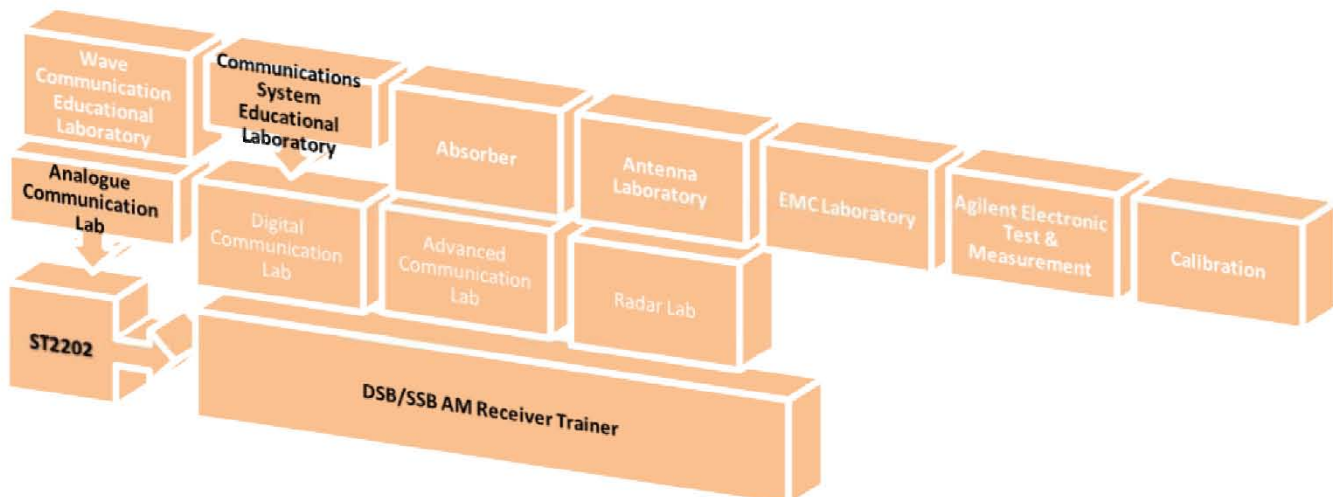 Wave
Communication
Educational
Laboratory
Communications
System
Educational
Laboratory
Absorber
Antenna
Laboratory
EMC Laboratory
Agilent Electronic
Test &
Measurement
Calibration
Analogue
Communication
Lab
Digital
Communication
Lab
Advanced
Communication
Lab
Radar Lab
ST2202
DSB/SSB AM Receiver Trainer